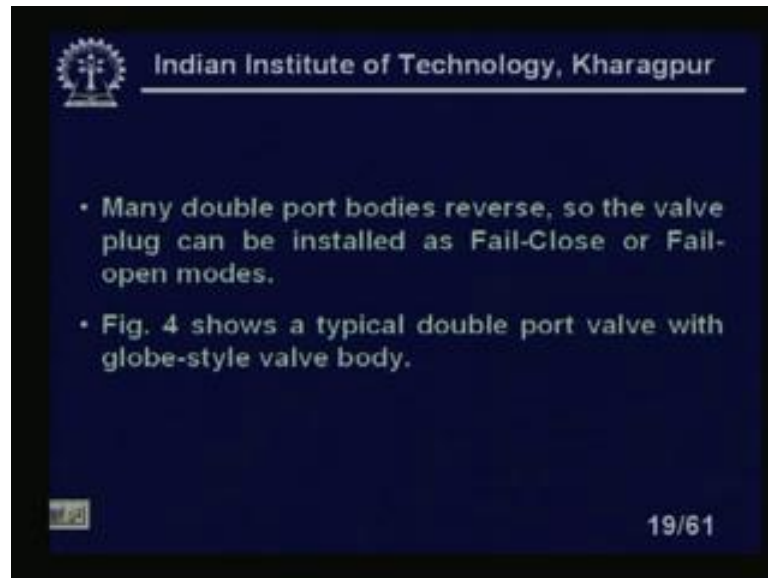 Indian Institute of Technology, Kharagpur
• Many double port bodies reverse, so the valve
plug can be installed as Fail-Close or Fail-
open modes.
• Fig. 4 shows a typical double port valve with
globe-style valve body.
19/61